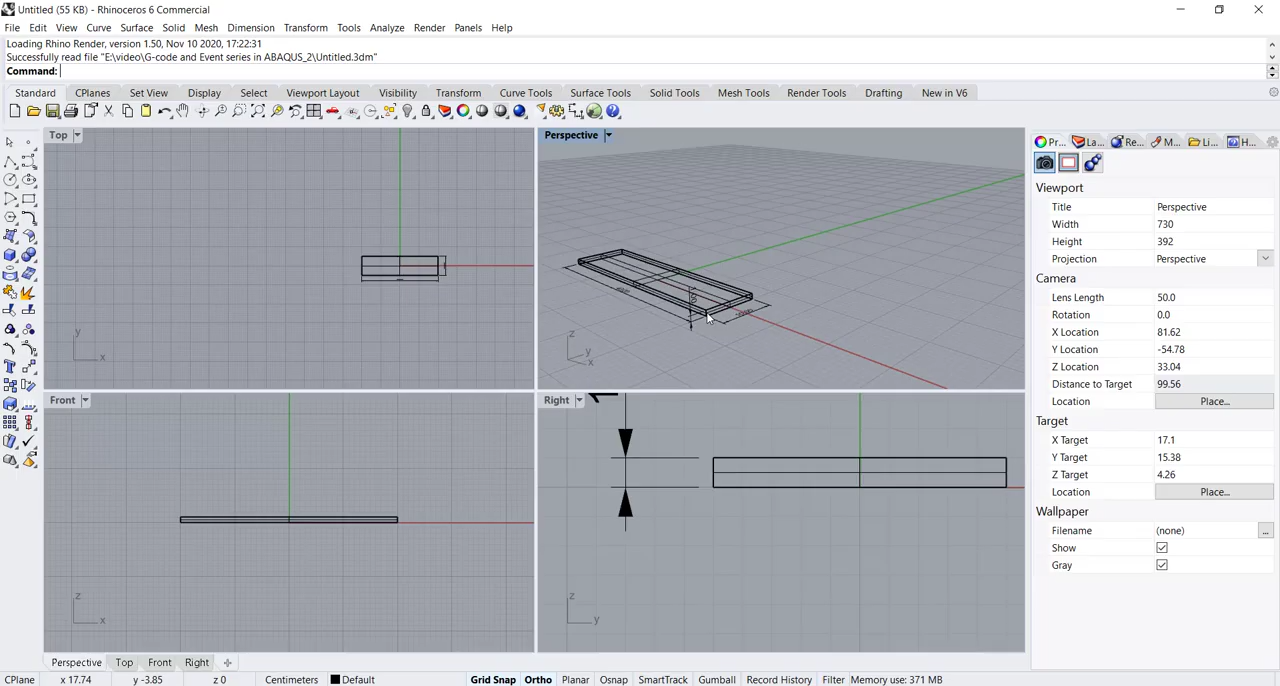 Untitled (55 KB) - Rhinoceros 6 Commercial
File Edit View Curve Surface Solid Mesh Dimension Transform Tools Analyze Render Panels Help
Loading Rhino Render, version 1.50, Nov 10 2020, 17:22:31
Successfully read file "E:\video\G-code and Event series in ABAQUS_2\Untitled.3dm"
Command:
Standard CPlanes Set View Display Select Viewport Layout Visibility Transform Curve Tools Surface Tools Solid Tools Mesh Tools Render Tools Drafting New in V6
Top
Perspective
Pr... La... Re... M... Li... H...
Viewport
Title Perspective
Width 730
Height 392
Projection Perspective
Camera
Lens Length 50.0
Rotation 0.0
X Location 81.62
Y Location -54.78
Z Location 33.04
Distance to Target 99.56
Location Place...
Target
X Target 17.1
Y Target 15.38
Z Target 4.26
Location Place...
Wallpaper
Filename (none) ...
Show
Gray
y
x
z
y
x
Front
Right
z
x
z
y
Perspective Top Front Right
CPlane x 17.74 y -3.85 z 0 Centimeters Default Grid Snap Ortho Planar Osnap SmartTrack Gumball Record History Filter Memory use: 371 MB